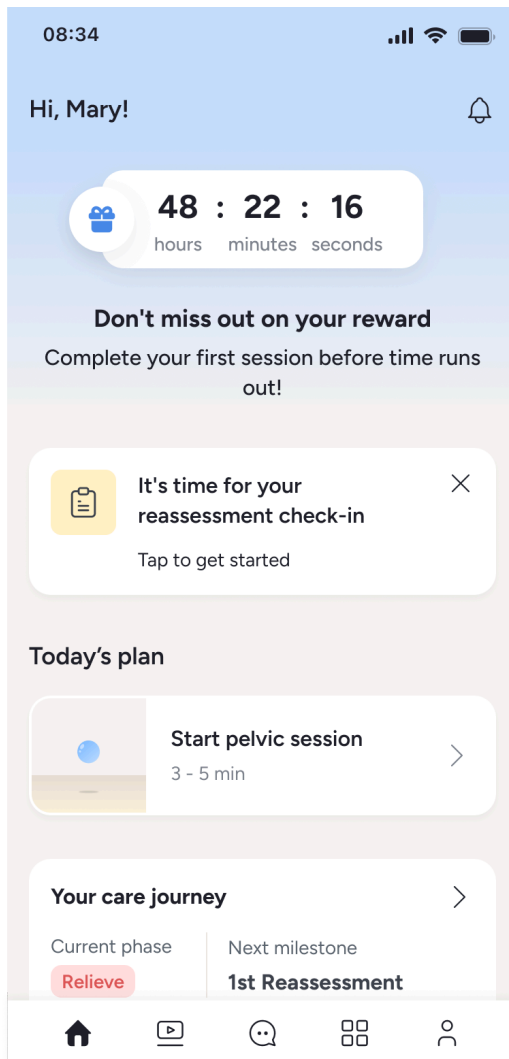 08:34
Hi, Mary!
48 : 22 : 16
hours minutes seconds
Don't miss out on your reward
Complete your first session before time runs
out!
It's time for your
reassessment check-in
Tap to get started
Today’s plan
Start pelvic session
3 - 5 min
Your care journey
Current phase
Relieve
Next milestone
1st Reassessment